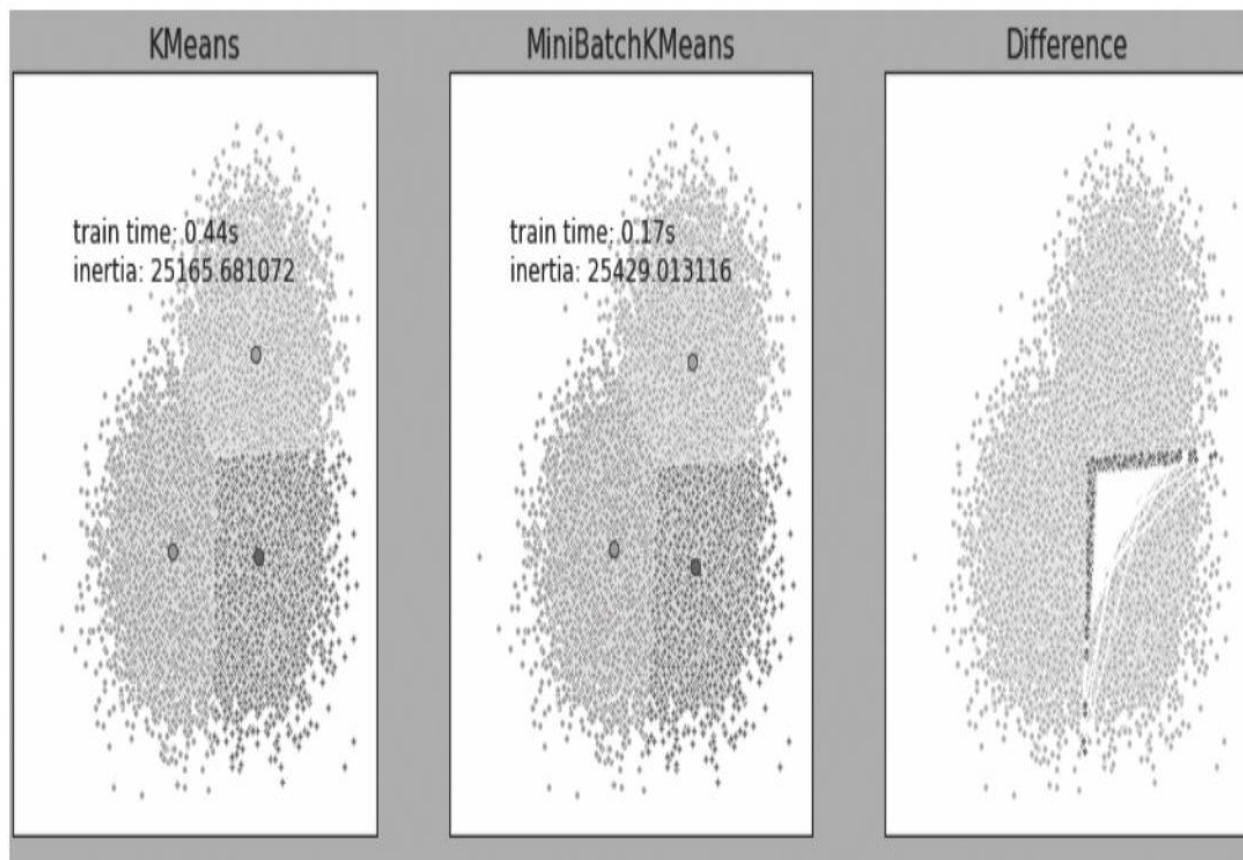 KMeans
MiniBatchKMeans
Difference
train time: 0.44s
inertia: 25165.681072
train time: 0.17s
inertia: 25429.013116